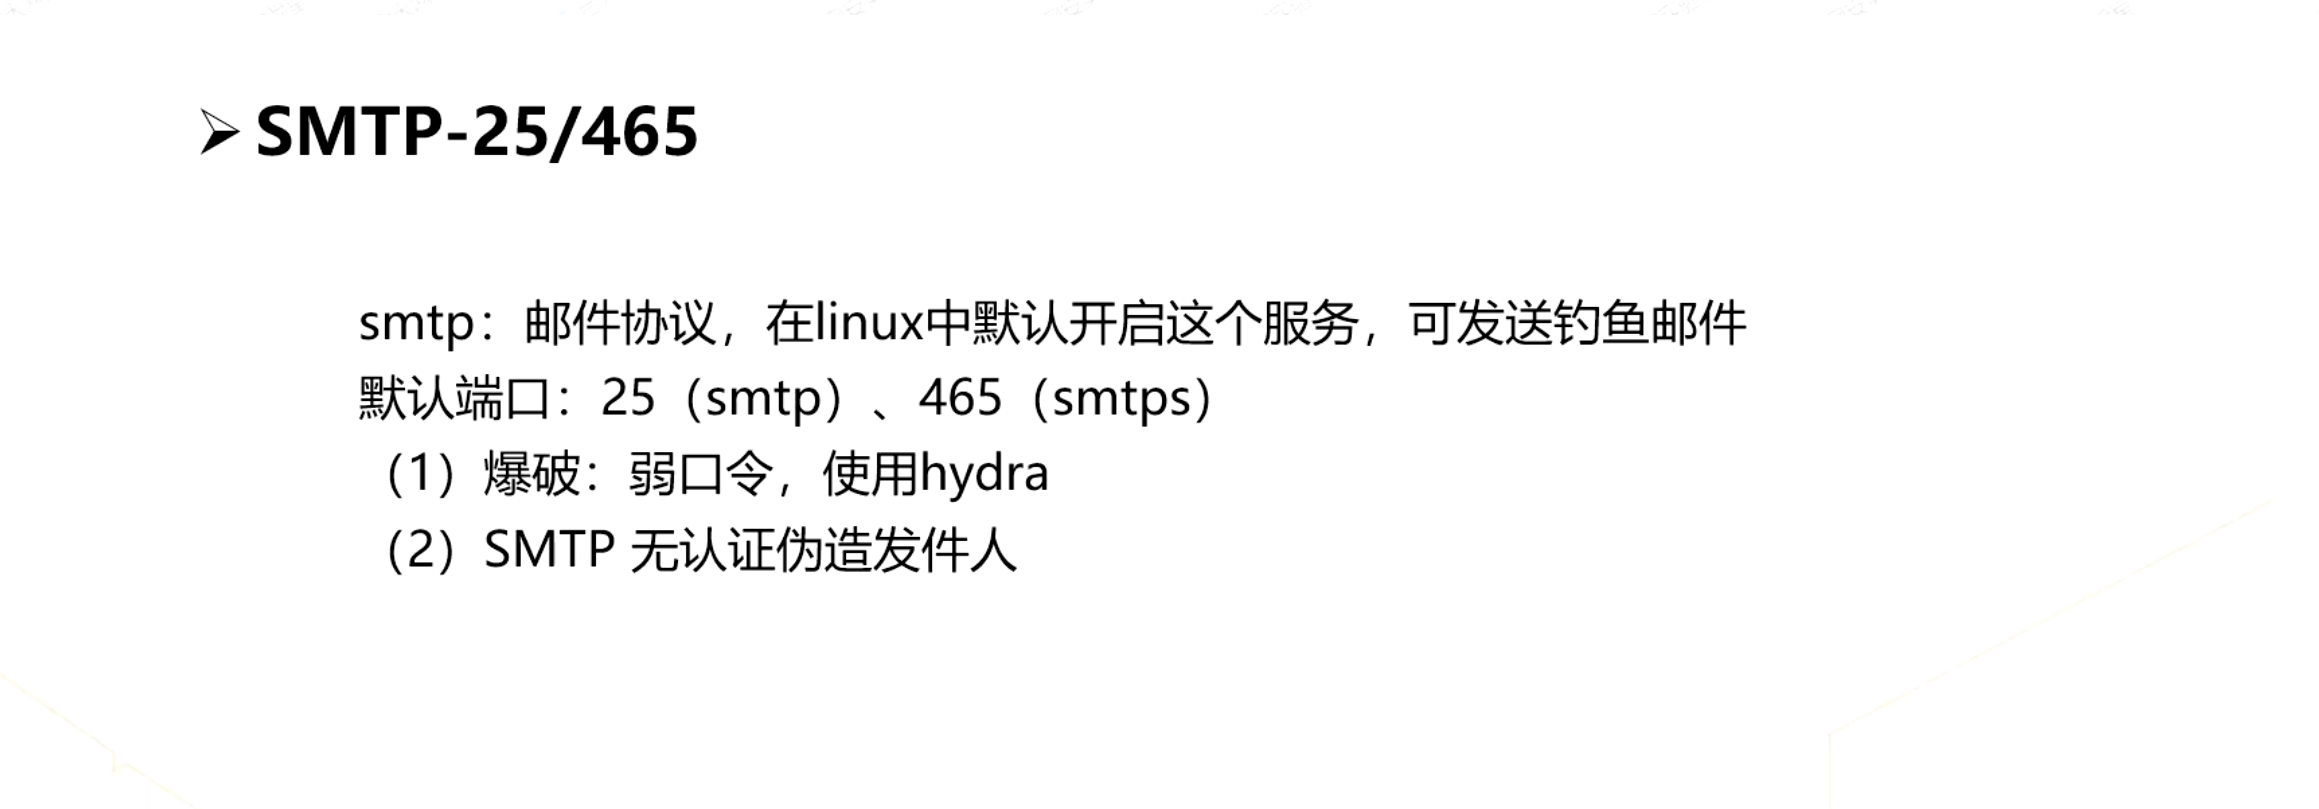 ➢ SMTP-25/465
smtp：邮件协议，在linux中默认开启这个服务，可发送钓鱼邮件
默认端口：25（smtp）、465（smtps）
（1）爆破：弱口令，使用hydra
（2）SMTP 无认证伪造发件人